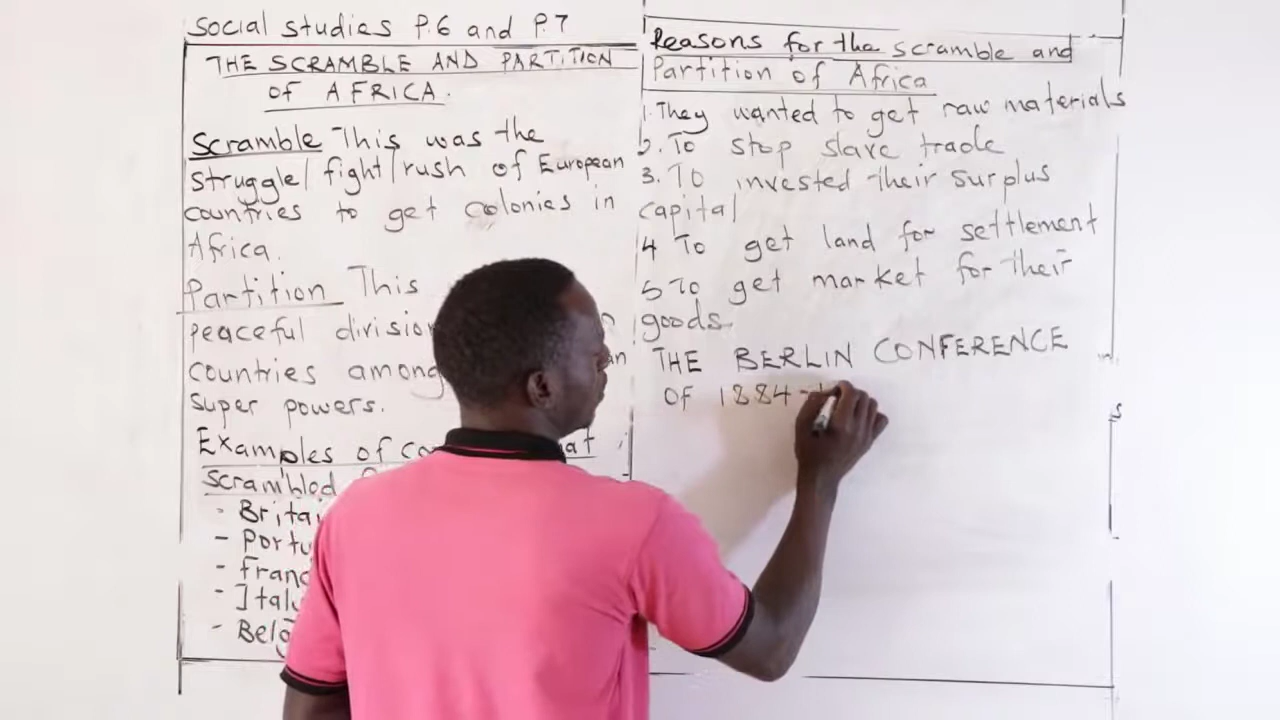 Social studies P.6 and P.7
THE SCRAMBLE AND PARTITION
OF AFRICA.
Scramble This was the
struggle/fight/rush of European
countries to get colonies in
Africa.
Partition This
peaceful division
countries among
super powers.
Examples of
scrambled
- Britai
- Portu
- Franc
- Italy
- Belg
Reasons for the scramble and
Partition of Africa
1. They wanted to get raw materials
2. To stop slave trade
3. To invested their surplus
capital
4 To get land for settlement
5 To get market for their
goods.
THE BERLIN CONFERENCE
OF 1884-